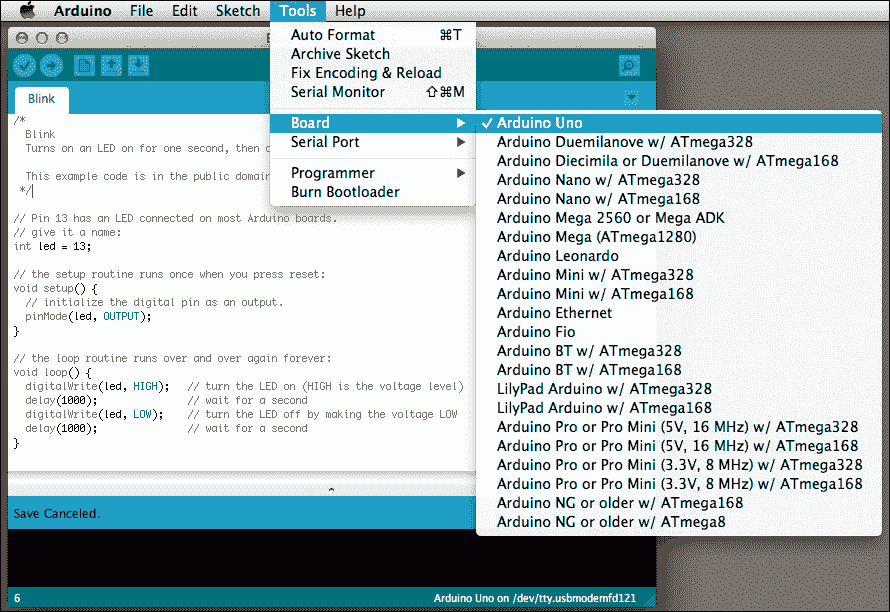 Arduino File Edit Sketch Tools Help
Auto Format ⌘T
Archive Sketch
Fix Encoding & Reload
Serial Monitor ⇧⌘M
Board
Serial Port
Programmer
Burn Bootloader
✓ Arduino Uno
Arduino Duemilanove w/ ATmega328
Arduino Diecimila or Duemilanove w/ ATmega168
Arduino Nano w/ ATmega328
Arduino Nano w/ ATmega168
Arduino Mega 2560 or Mega ADK
Arduino Mega (ATmega1280)
Arduino Leonardo
Arduino Mini w/ ATmega328
Arduino Mini w/ ATmega168
Arduino Ethernet
Arduino Fio
Arduino BT w/ ATmega328
Arduino BT w/ ATmega168
LilyPad Arduino w/ ATmega328
LilyPad Arduino w/ ATmega168
Arduino Pro or Pro Mini (5V, 16 MHz) w/ ATmega328
Arduino Pro or Pro Mini (5V, 16 MHz) w/ ATmega168
Arduino Pro or Pro Mini (3.3V, 8 MHz) w/ ATmega328
Arduino Pro or Pro Mini (3.3V, 8 MHz) w/ ATmega168
Arduino NG or older w/ ATmega168
Arduino NG or older w/ ATmega8
Blink
/*
Blink
Turns on an LED on for one second, then
This example code is in the public domain
*/
// Pin 13 has an LED connected on most Arduino boards.
// give it a name:
int led = 13;
// the setup routine runs once when you press reset:
void setup() {
// initialize the digital pin as an output.
pinMode(led, OUTPUT);
}
// the loop routine runs over and over again forever:
void loop() {
digitalWrite(led, HIGH); // turn the LED on (HIGH is the voltage level)
delay(1000); // wait for a second
digitalWrite(led, LOW); // turn the LED off by making the voltage LOW
delay(1000); // wait for a second
}
Save Canceled.
6 Arduino Uno on /dev/tty.usbmodemfd121